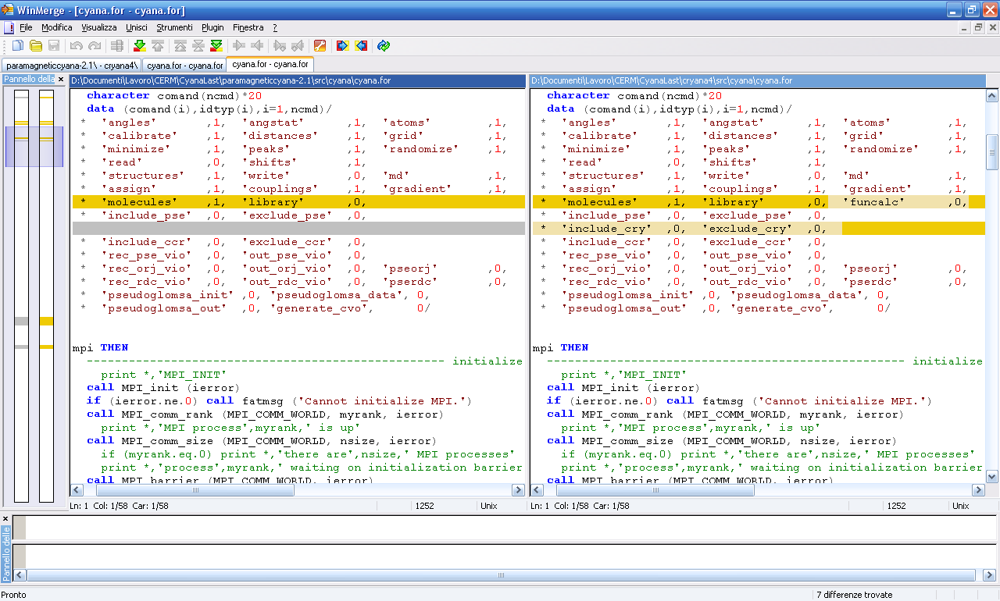 WinMerge - [cyana.for - cyana.for]
File Modifica Visualizza Unisci Strumenti Plugin Finestra ?
paramagneticcyana-2.1\ - cryana4\ cyana.for - cyana.for cyana.for - cyana.for
Pannello della
D:\Documenti\Lavoro\CERM\CyanaLast\paramagneticcyana-2.1\src\cyana\cyana.for
character comand(ncmd)*20
data (comand(i),idtyp(i),i=1,ncmd)/
* 'angles' ,1, 'angstat' ,1, 'atoms' ,1,
* 'calibrate' ,1, 'distances' ,1, 'grid' ,1,
* 'minimize' ,1, 'peaks' ,1, 'randomize' ,1,
* 'read' ,0, 'shifts' ,1,
* 'structures' ,1, 'write' ,0, 'md' ,1,
* 'assign' ,1, 'couplings' ,1, 'gradient' ,1,
* 'molecules' ,1, 'library' ,0,
* 'include_pse' ,0, 'exclude_pse' ,0,
* 'include_ccr' ,0, 'exclude_ccr' ,0,
* 'rec_pse_vio' ,0, 'out_pse_vio' ,0,
* 'rec_orj_vio' ,0, 'out_orj_vio' ,0, 'pseorj' ,0,
* 'rec_rdc_vio' ,0, 'out_rdc_vio' ,0, 'pserdc' ,0,
* 'pseudoglomsa_init' ,0, 'pseudoglomsa_data', 0,
* 'pseudoglomsa_out' ,0, 'generate_cvo', 0/
mpi THEN
--------------------------------------------------- initialize
print *,'MPI_INIT'
call MPI_init (ierror)
if (ierror.ne.0) call fatmsg ('Cannot initialize MPI.')
call MPI_comm_rank (MPI_COMM_WORLD, myrank, ierror)
print *,'MPI process',myrank,' is up'
call MPI_comm_size (MPI_COMM_WORLD, nsize, ierror)
if (myrank.eq.0) print *,'there are',nsize,' MPI processes'
print *,'process',myrank,' waiting on initialization barrier
call MPI_barrier (MPI_COMM_WORLD, ierror)
Ln: 1 Col: 1/58 Car: 1/58 1252 Unix
D:\Documenti\Lavoro\CERM\CyanaLast\cryana4\src\cyana\cyana.for
character comand(ncmd)*20
data (comand(i),idtyp(i),i=1,ncmd)/
* 'angles' ,1, 'angstat' ,1, 'atoms' ,1,
* 'calibrate' ,1, 'distances' ,1, 'grid' ,1,
* 'minimize' ,1, 'peaks' ,1, 'randomize' ,1,
* 'read' ,0, 'shifts' ,1,
* 'structures' ,1, 'write' ,0, 'md' ,1,
* 'assign' ,1, 'couplings' ,1, 'gradient' ,1,
* 'molecules' ,1, 'library' ,0, 'funcalc' ,0,
* 'include_pse' ,0, 'exclude_pse' ,0,
* 'include_cry' ,0, 'exclude_cry' ,0,
* 'include_ccr' ,0, 'exclude_ccr' ,0,
* 'rec_pse_vio' ,0, 'out_pse_vio' ,0,
* 'rec_orj_vio' ,0, 'out_orj_vio' ,0, 'pseorj' ,0,
* 'rec_rdc_vio' ,0, 'out_rdc_vio' ,0, 'pserdc' ,0,
* 'pseudoglomsa_init' ,0, 'pseudoglomsa_data', 0,
* 'pseudoglomsa_out' ,0, 'generate_cvo', 0/
mpi THEN
--------------------------------------------------- initialize
print *,'MPI_INIT'
call MPI_init (ierror)
if (ierror.ne.0) call fatmsg ('Cannot initialize MPI.')
call MPI_comm_rank (MPI_COMM_WORLD, myrank, ierror)
print *,'MPI process',myrank,' is up'
call MPI_comm_size (MPI_COMM_WORLD, nsize, ierror)
if (myrank.eq.0) print *,'there are',nsize,' MPI processes'
print *,'process',myrank,' waiting on initialization barrier
call MPI_barrier (MPI_COMM_WORLD, ierror)
Ln: 1 Col: 1/58 Car: 1/58 1252 Unix
Pannello delle
Pronto 7 differenze trovate